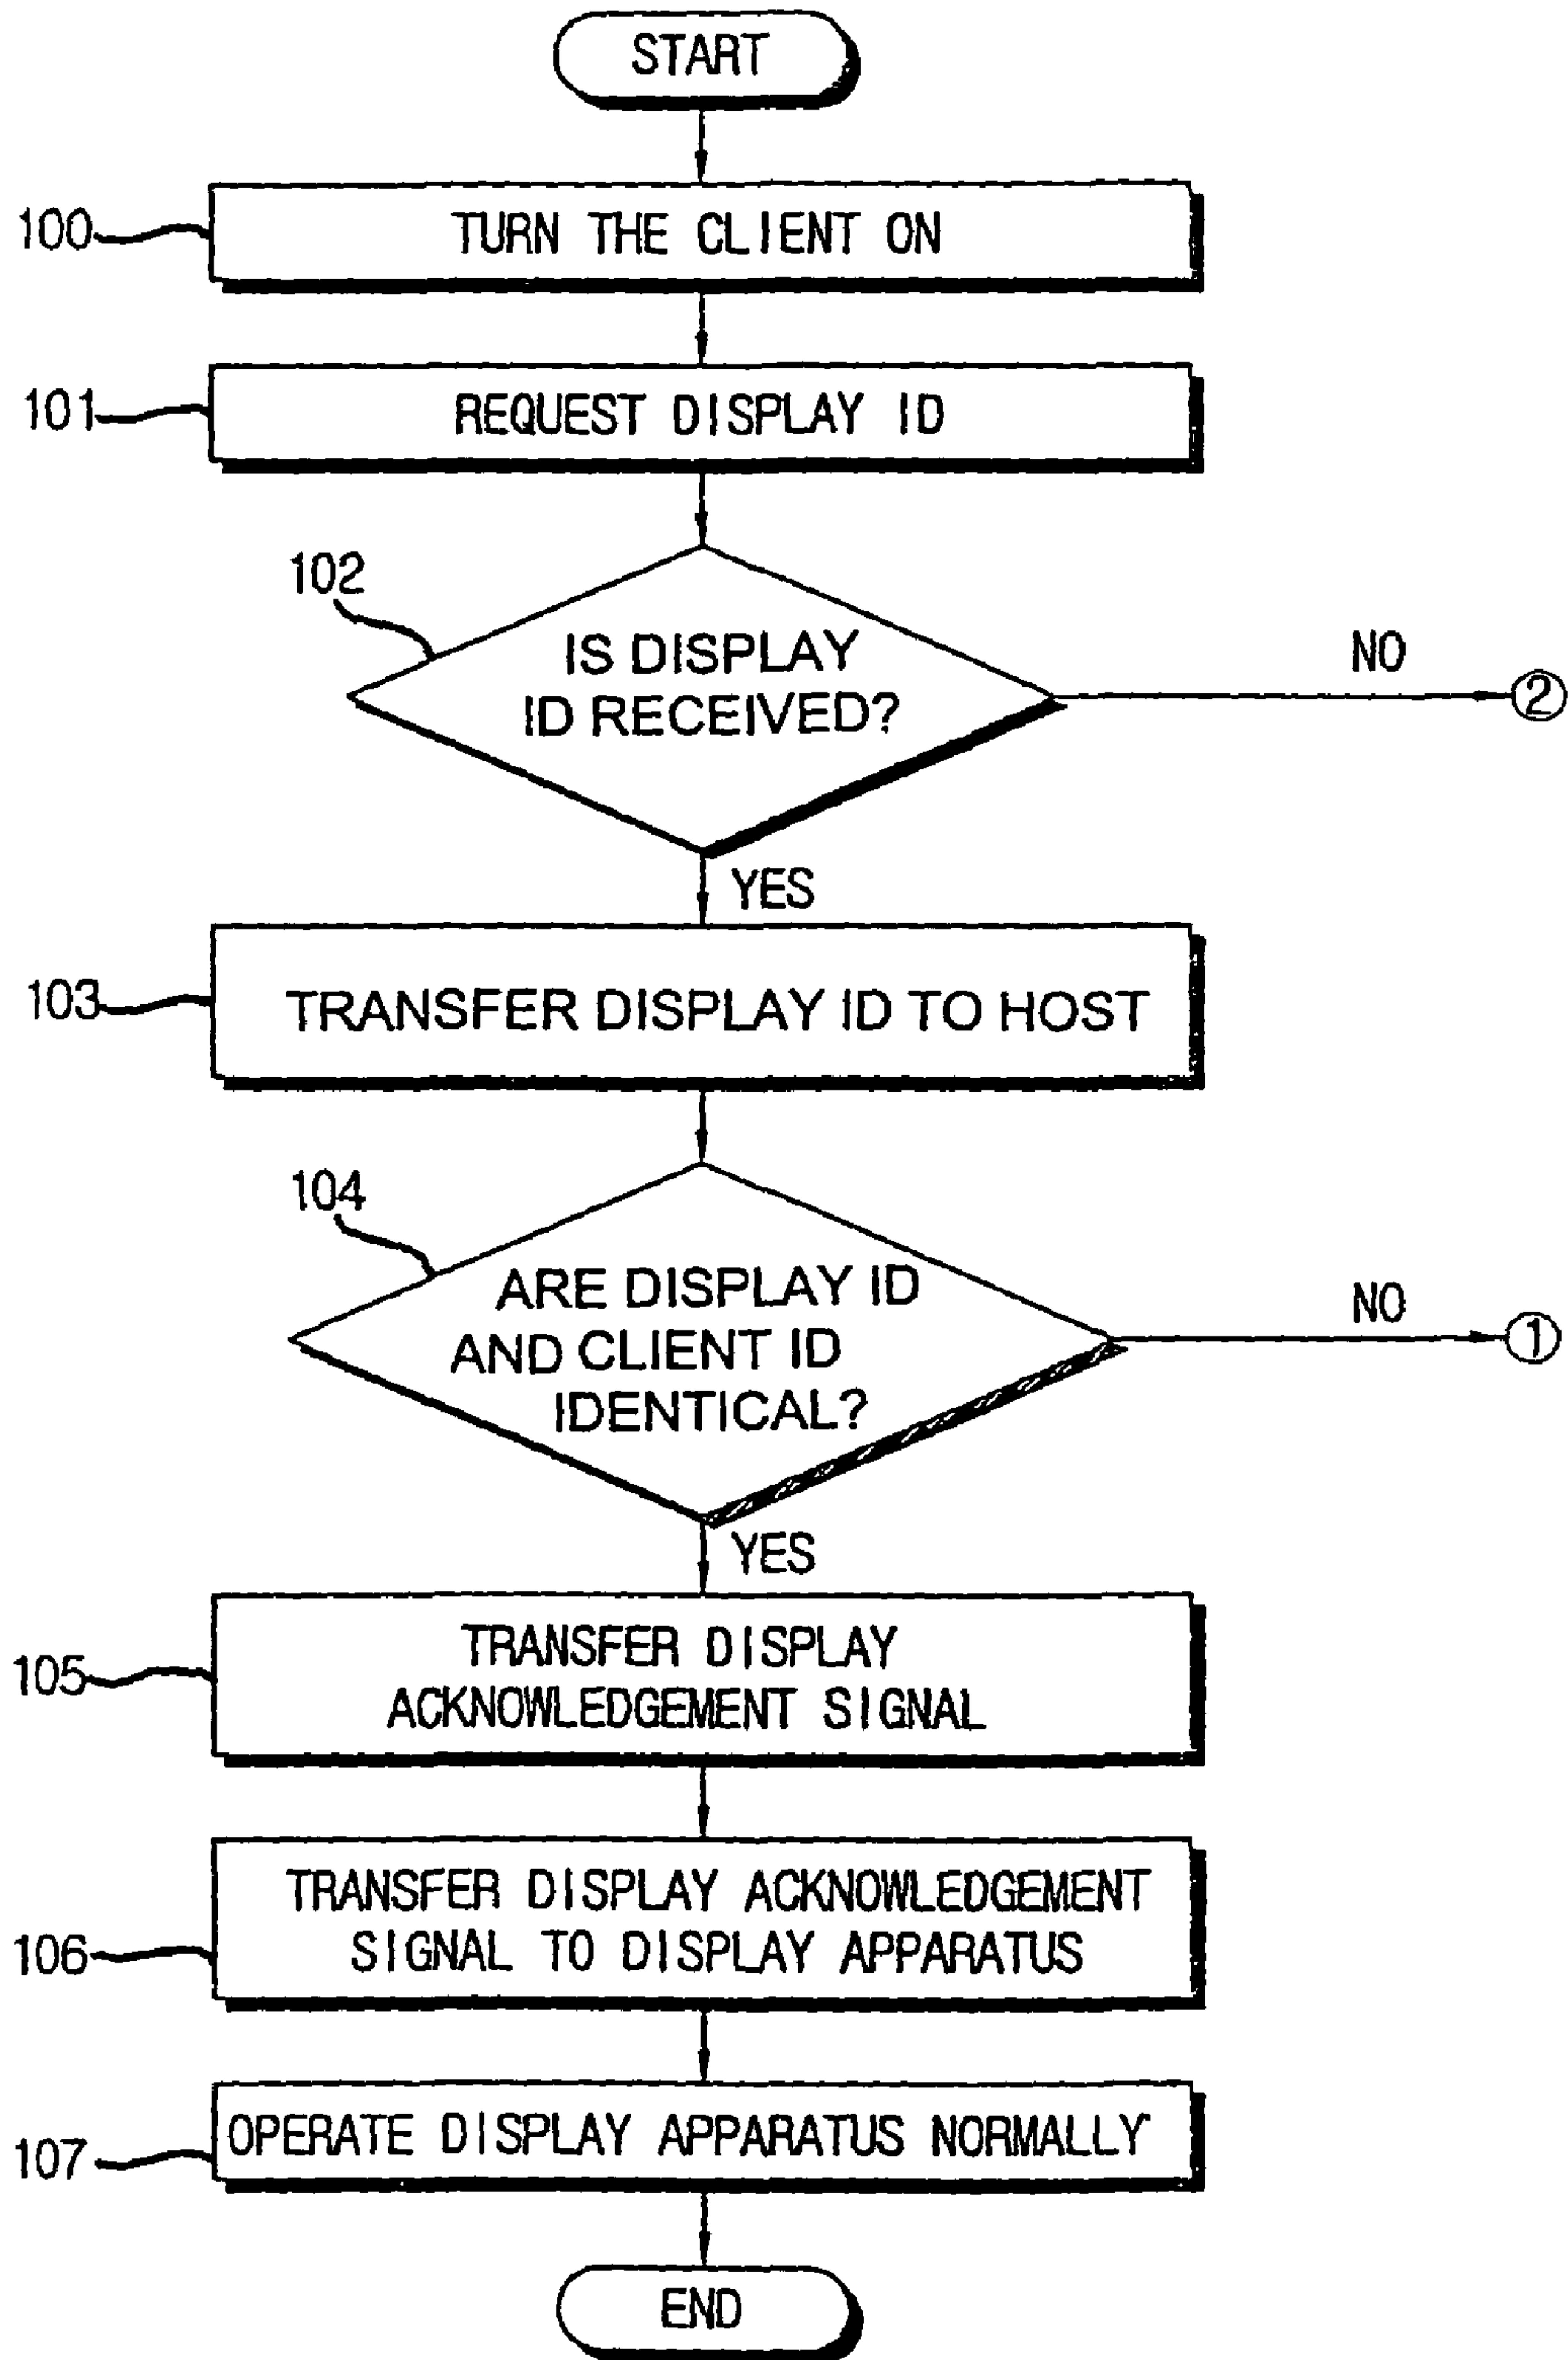 START
100
TURN THE CLIENT ON
101
REQUEST DISPLAY ID
102
IS DISPLAY
ID RECEIVED?
NO
②
YES
103
TRANSFER DISPLAY ID TO HOST
104
ARE DISPLAY ID
AND CLIENT ID
IDENTICAL?
NO
①
YES
105
TRANSFER DISPLAY
ACKNOWLEDGEMENT SIGNAL
106
TRANSFER DISPLAY ACKNOWLEDGEMENT
SIGNAL TO DISPLAY APPARATUS
107
OPERATE DISPLAY APPARATUS NORMALLY
END